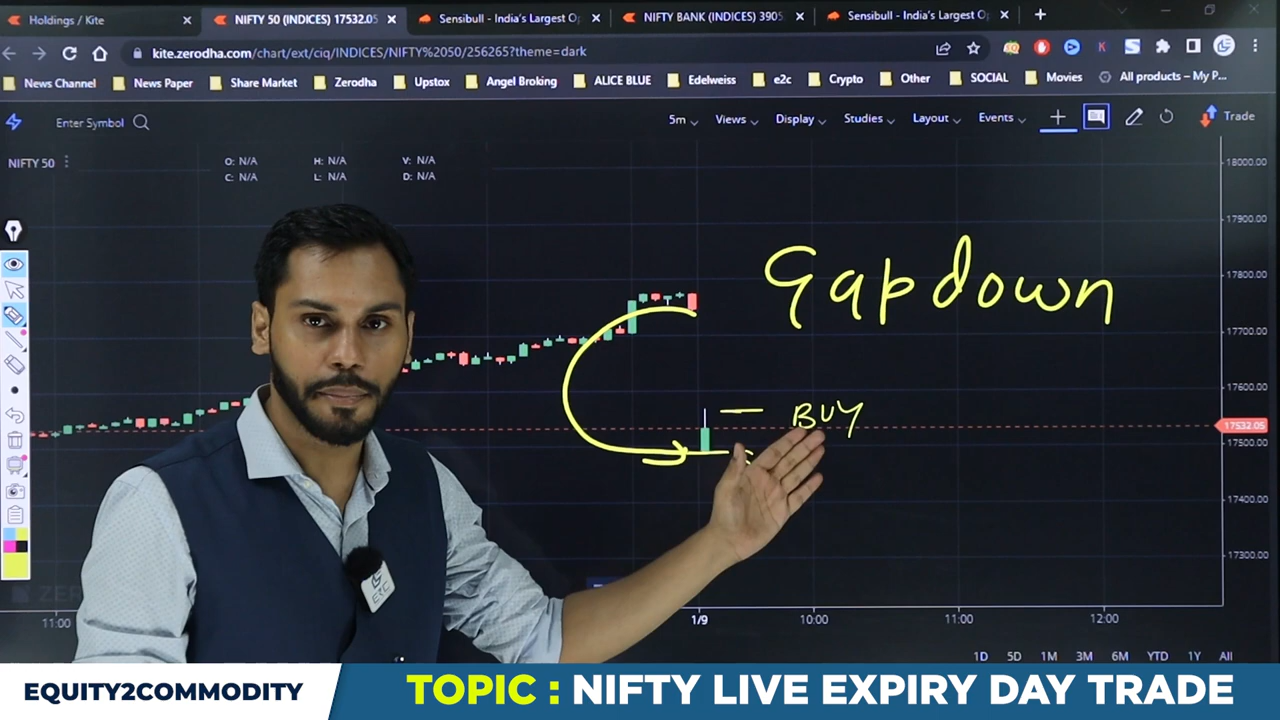 Holdings / Kite
NIFTY 50 (INDICES) 17532.05
Sensibull - India's Largest O
NIFTY BANK (INDICES) 3905
Sensibull - India's Largest O
kite.zerodha.com/chart/ext/ciq/INDICES/NIFTY%2050/256265?theme=dark
News Channel
News Paper
Share Market
Zerodha
Upstox
Angel Broking
ALICE BLUE
Edelweiss
e2c
Crypto
Other
SOCIAL
Movies
All products – My P...
Enter Symbol
5m
Views
Display
Studies
Layout
Events
Trade
NIFTY 50
O: N/A
H: N/A
V: N/A
C: N/A
L: N/A
D: N/A
18000.00
17900.00
17800.00
17700.00
17600.00
17532.05
17500.00
17400.00
17300.00
Gapdown
BUY
ERC
11:00
1/9
10:00
11:00
12:00
1D
5D
1M
3M
6M
YTD
1Y
All
EQUITY2COMMODITY
TOPIC : NIFTY LIVE EXPIRY DAY TRADE